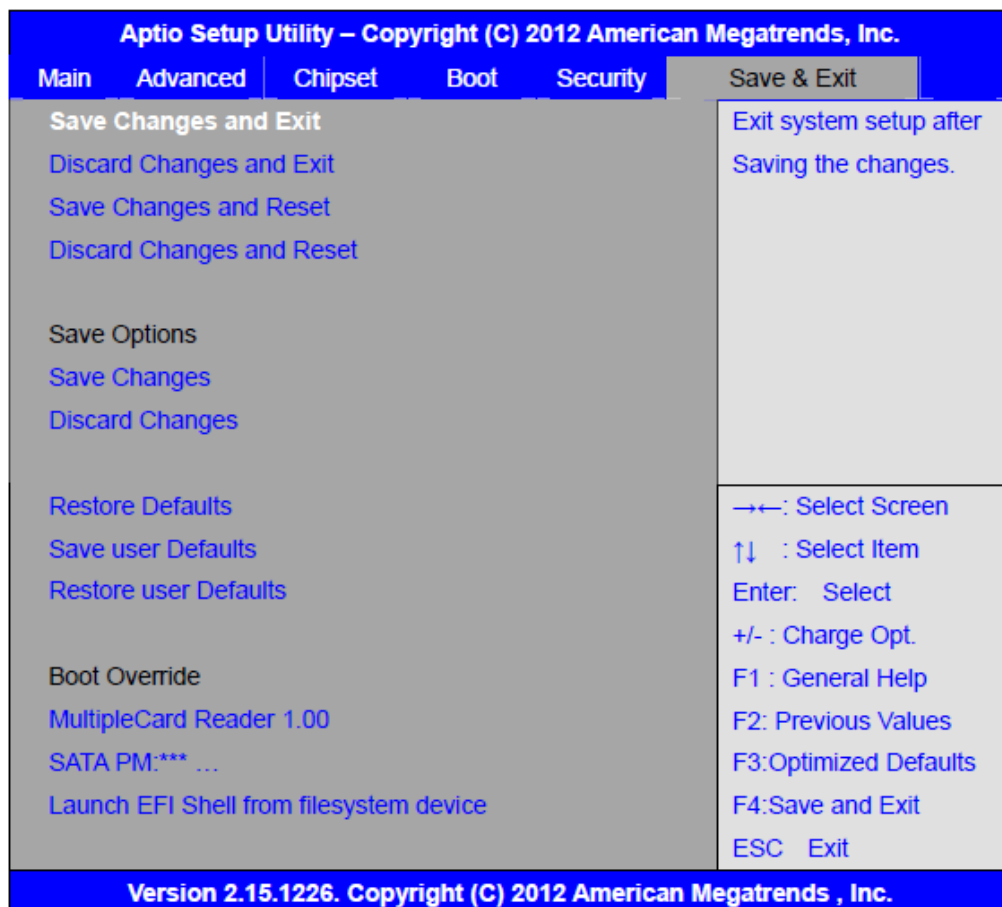 Aptio Setup Utility – Copyright (C) 2012 American Megatrends, Inc.
Main Advanced Chipset Boot Security Save & Exit
Save Changes and Exit
Discard Changes and Exit
Save Changes and Reset
Discard Changes and Reset
Save Options
Save Changes
Discard Changes
Restore Defaults
Save user Defaults
Restore user Defaults
Boot Override
MultipleCard Reader 1.00
SATA PM:*** …
Launch EFI Shell from filesystem device
Exit system setup after
Saving the changes.
→←: Select Screen
↑↓ : Select Item
Enter: Select
+/- : Charge Opt.
F1 : General Help
F2: Previous Values
F3:Optimized Defaults
F4:Save and Exit
ESC Exit
Version 2.15.1226. Copyright (C) 2012 American Megatrends , Inc.